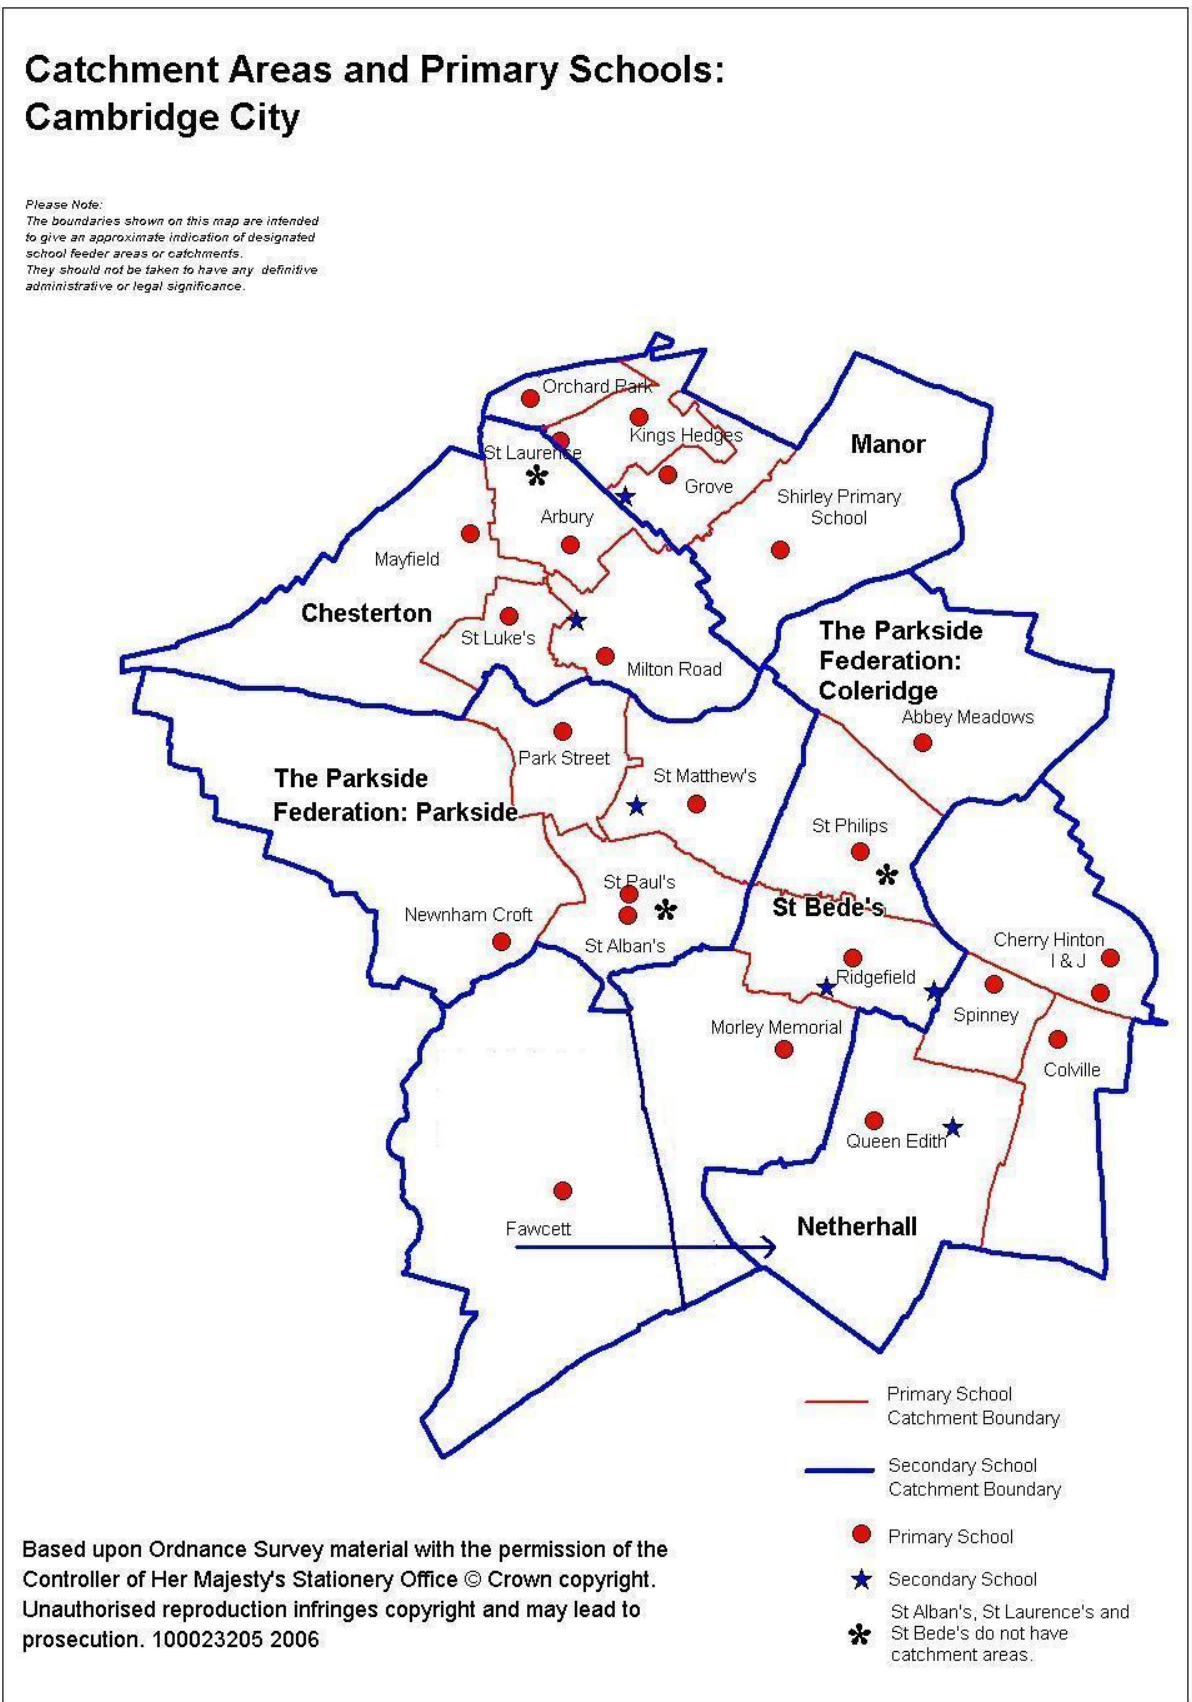 Catchment Areas and Primary Schools:
Cambridge City
Please Note:
The boundaries shown on this map are intended
to give an approximate indication of designated
school feeder areas or catchments.
They should not be taken to have any definitive
administrative or legal significance.
Orchard Park
Kings Hedges
Manor
St Laurence
Grove
Shirley Primary
School
Arbury
Mayfield
Chesterton
St Luke's
Milton Road
The Parkside
Federation:
Coleridge
Abbey Meadows
Park Street
St Matthew's
The Parkside
Federation: Parkside
St Philips
St Paul's
St Bede's
Newnham Croft
St Alban's
Cherry Hinton
I & J
Ridgefield
Spinney
Morley Memorial
Colville
Queen Edith
Fawcett
Netherhall
Primary School
Catchment Boundary
Secondary School
Catchment Boundary
Primary School
Secondary School
St Alban's, St Laurence's and
St Bede's do not have
catchment areas.
Based upon Ordnance Survey material with the permission of the
Controller of Her Majesty's Stationery Office © Crown copyright.
Unauthorised reproduction infringes copyright and may lead to
prosecution. 100023205 2006